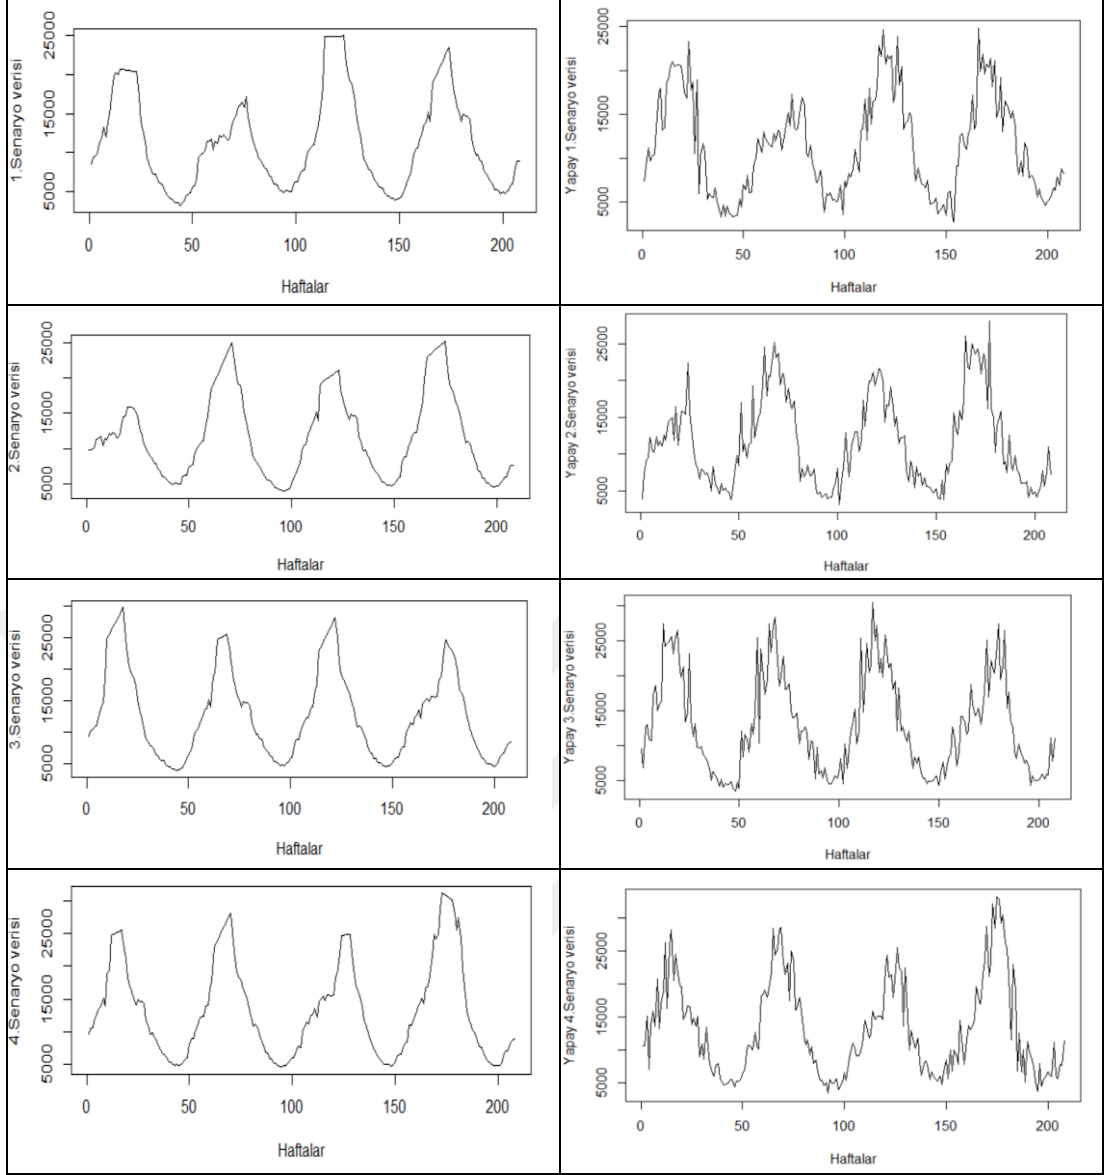 1.Senaryo verisi
5000 15000 25000
0 50 100 150 200
Haftalar
Yapay 1.Senaryo verisi
5000 15000 25000
0 50 100 150 200
Haftalar
2.Senaryo verisi
5000 15000 25000
0 50 100 150 200
Haftalar
Yapay 2.Senaryo verisi
5000 15000 25000
0 50 100 150 200
Haftalar
3.Senaryo verisi
5000 15000 25000
0 50 100 150 200
Haftalar
Yapay 3.Senaryo verisi
5000 15000 25000
0 50 100 150 200
Haftalar
4.Senaryo verisi
5000 15000 25000
0 50 100 150 200
Haftalar
Yapay 4.Senaryo verisi
5000 15000 25000
0 50 100 150 200
Haftalar